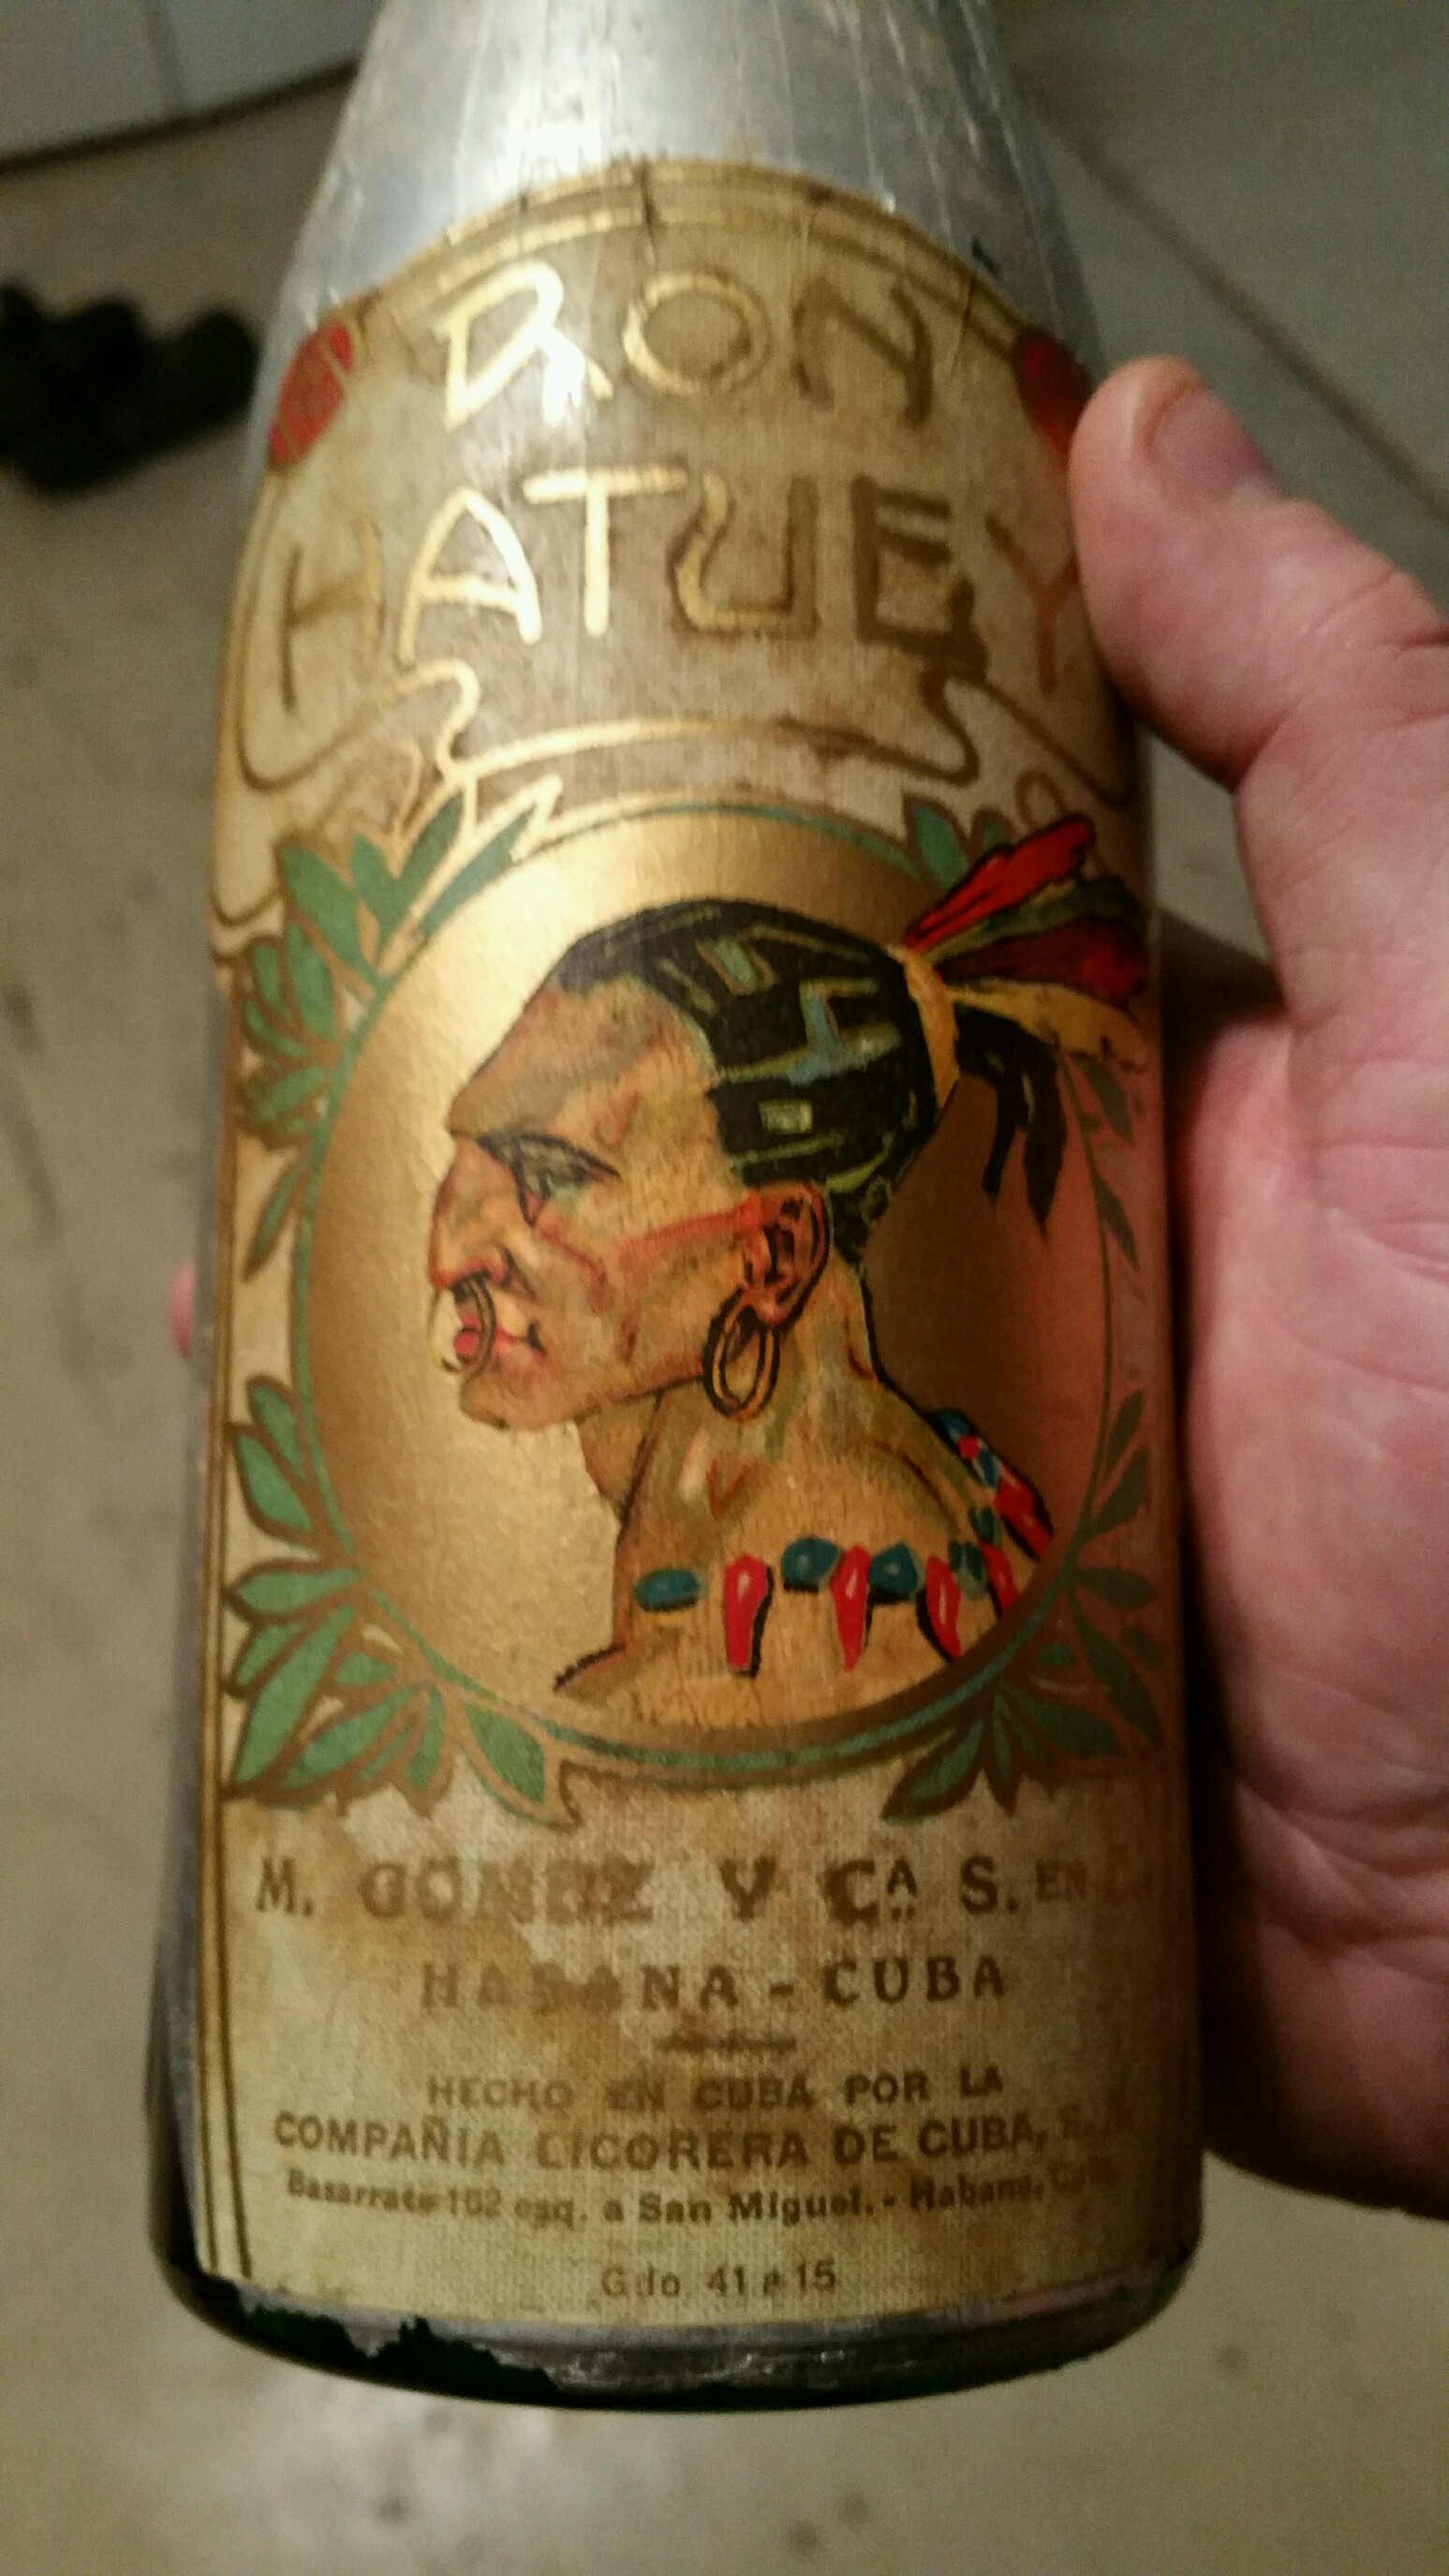 RON
HATUEY
M. GOMEZ Y CA. S. EN
HABANA - CUBA
HECHO EN CUBA POR LA
COMPAÑIA LICORERA DE CUBA, S.
Basarrate 102 esq. a San Miguel. - Habana,
Gdo. 41 a 15